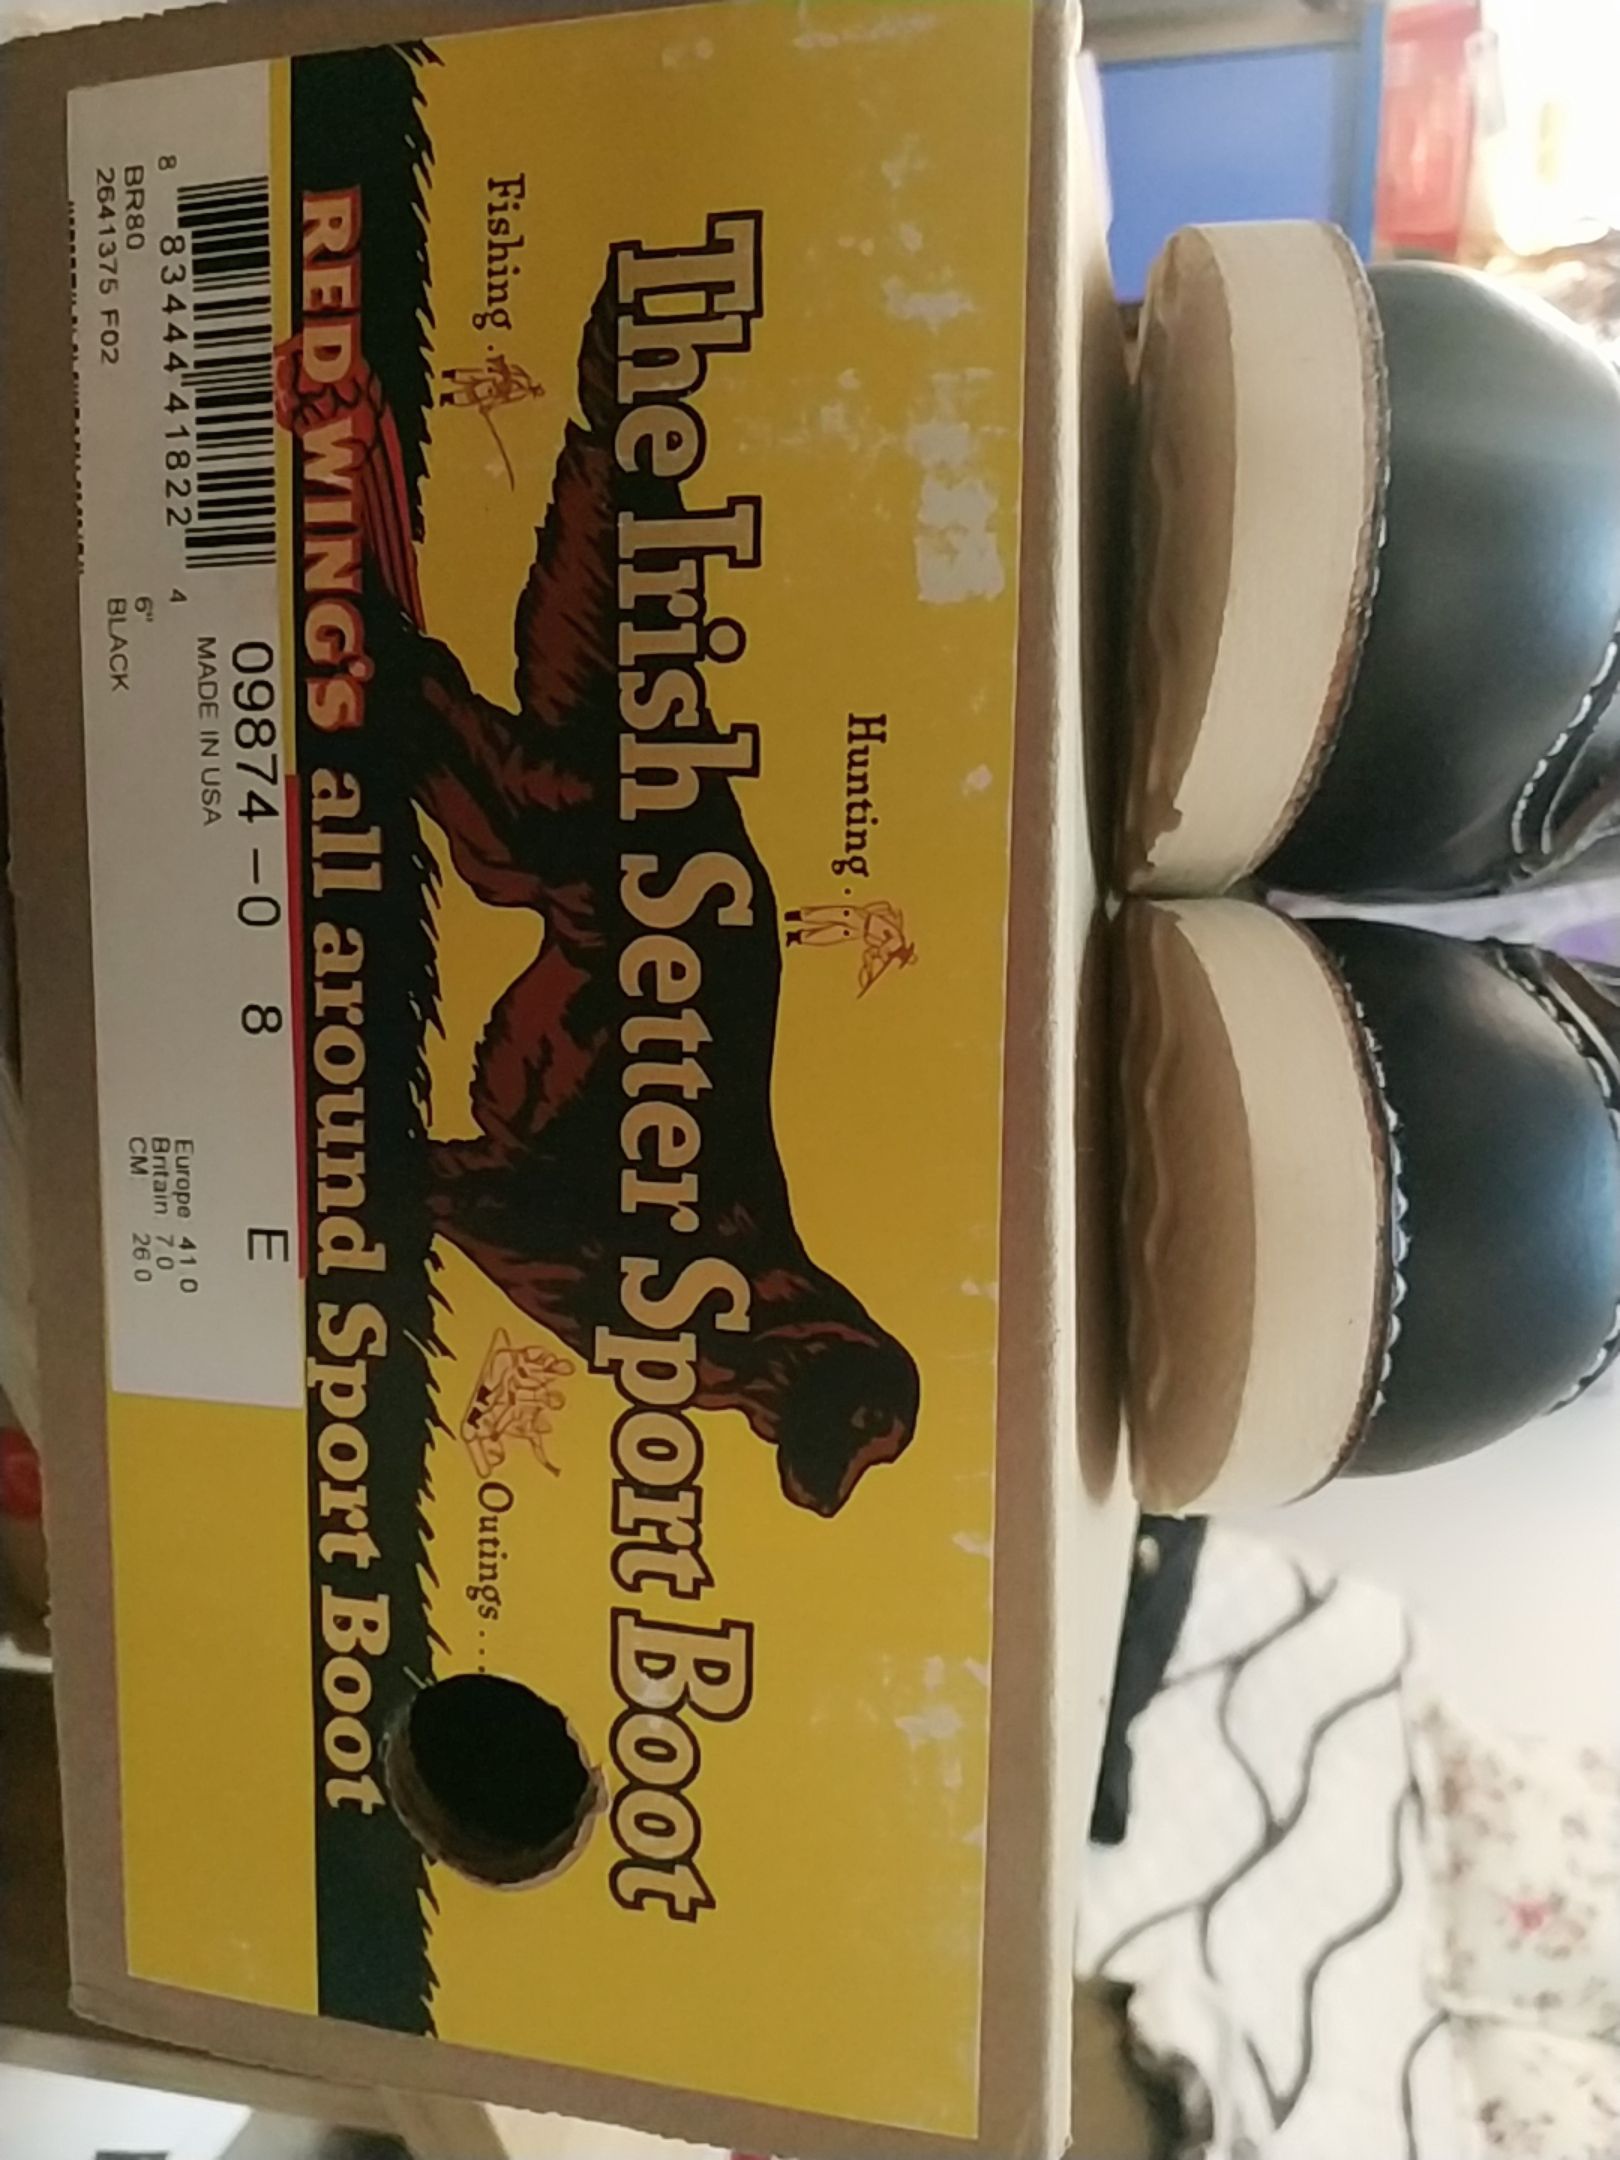 Hunting .
The Irish Setter Sport Boot
Fishing .
Outings. . .
RED WING's all around Sport Boot
09874 -0 8 E
MADE IN USA
8 83444 41822 4
6"
BLACK
BR80
2641375 F02
Europe 41 0
Britain 7.0
CM 26 0